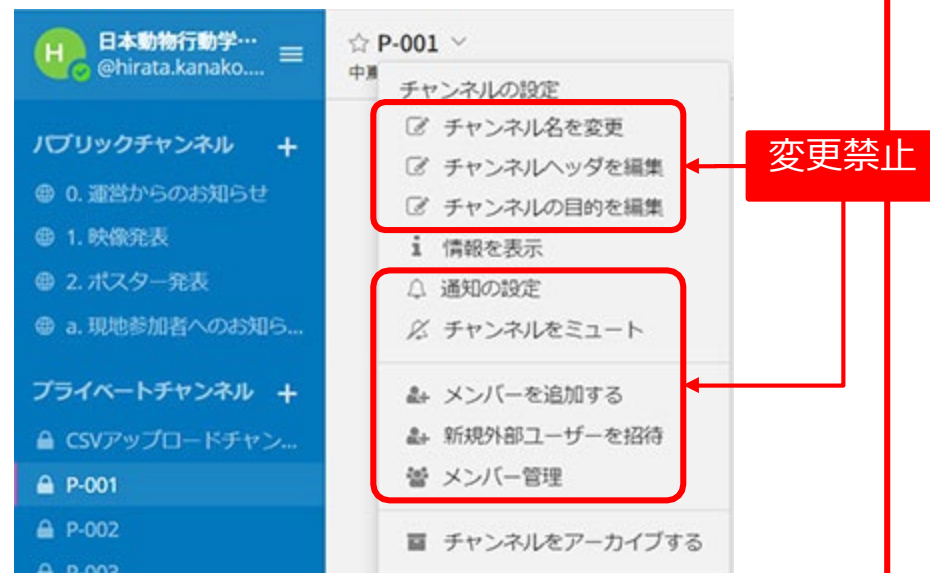 H
日本動物行動学…
@hirata.kanako....
パブリックチャンネル +
0. 運営からのお知らせ
1. 映像発表
2. ポスター発表
a. 現地参加者へのお知ら...
プライベートチャンネル +
CSVアップロードチャン...
P-001
P-002
P-003
P-001
チャンネルの設定
チャンネル名を変更
チャンネルヘッダを編集
チャンネルの目的を編集
情報を表示
通知の設定
チャンネルをミュート
メンバーを追加する
新規外部ユーザーを招待
メンバー管理
チャンネルをアーカイブする
変更禁止